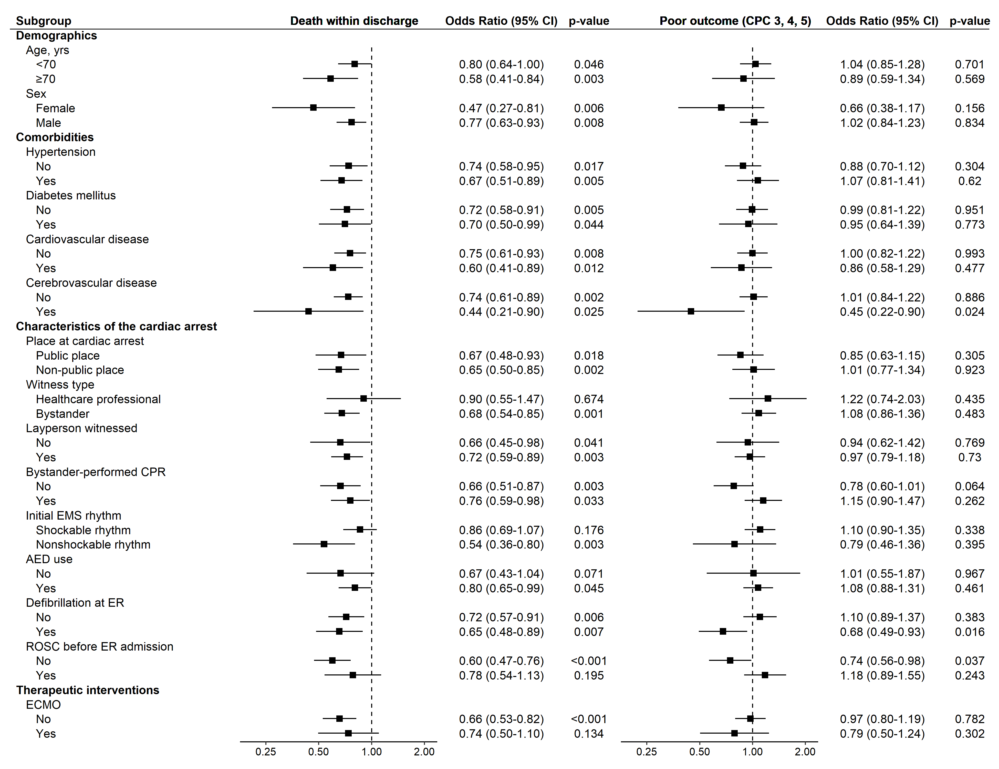 Subgroup Death within discharge Odds Ratio (95% CI) p-value Poor outcome (CPC 3, 4, 5) Odds Ratio (95% CI) p-value
Demographics
Age, yrs
<70 0.80 (0.64-1.00) 0.046 1.04 (0.85-1.28) 0.701
≥70 0.58 (0.41-0.84) 0.003 0.89 (0.59-1.34) 0.569
Sex
Female 0.47 (0.27-0.81) 0.006 0.66 (0.38-1.17) 0.156
Male 0.77 (0.63-0.93) 0.008 1.02 (0.84-1.23) 0.834
Comorbidities
Hypertension
No 0.74 (0.58-0.95) 0.017 0.88 (0.70-1.12) 0.304
Yes 0.67 (0.51-0.89) 0.005 1.07 (0.81-1.41) 0.62
Diabetes mellitus
No 0.72 (0.58-0.91) 0.005 0.99 (0.81-1.22) 0.951
Yes 0.70 (0.50-0.99) 0.044 0.95 (0.64-1.39) 0.773
Cardiovascular disease
No 0.75 (0.61-0.93) 0.008 1.00 (0.82-1.22) 0.993
Yes 0.60 (0.41-0.89) 0.012 0.86 (0.58-1.29) 0.477
Cerebrovascular disease
No 0.74 (0.61-0.89) 0.002 1.01 (0.84-1.22) 0.886
Yes 0.44 (0.21-0.90) 0.025 0.45 (0.22-0.90) 0.024
Characteristics of the cardiac arrest
Place at cardiac arrest
Public place 0.67 (0.48-0.93) 0.018 0.85 (0.63-1.15) 0.305
Non-public place 0.65 (0.50-0.85) 0.002 1.01 (0.77-1.34) 0.923
Witness type
Healthcare professional 0.90 (0.55-1.47) 0.674 1.22 (0.74-2.03) 0.435
Bystander 0.68 (0.54-0.85) 0.001 1.08 (0.86-1.36) 0.483
Layperson witnessed
No 0.66 (0.45-0.98) 0.041 0.94 (0.62-1.42) 0.769
Yes 0.72 (0.59-0.89) 0.003 0.97 (0.79-1.18) 0.73
Bystander-performed CPR
No 0.66 (0.51-0.87) 0.003 0.78 (0.60-1.01) 0.064
Yes 0.76 (0.59-0.98) 0.033 1.15 (0.90-1.47) 0.262
Initial EMS rhythm
Shockable rhythm 0.86 (0.69-1.07) 0.176 1.10 (0.90-1.35) 0.338
Nonshockable rhythm 0.54 (0.36-0.80) 0.003 0.79 (0.46-1.36) 0.395
AED use
No 0.67 (0.43-1.04) 0.071 1.01 (0.55-1.87) 0.967
Yes 0.80 (0.65-0.99) 0.045 1.08 (0.88-1.31) 0.461
Defibrillation at ER
No 0.72 (0.57-0.91) 0.006 1.10 (0.89-1.37) 0.383
Yes 0.65 (0.48-0.89) 0.007 0.68 (0.49-0.93) 0.016
ROSC before ER admission
No 0.60 (0.47-0.76) <0.001 0.74 (0.56-0.98) 0.037
Yes 0.78 (0.54-1.13) 0.195 1.18 (0.89-1.55) 0.243
Therapeutic interventions
ECMO
No 0.66 (0.53-0.82) <0.001 0.97 (0.80-1.19) 0.782
Yes 0.74 (0.50-1.10) 0.134 0.79 (0.50-1.24) 0.302
0.25 0.50 1.00 2.00 0.25 0.50 1.00 2.00